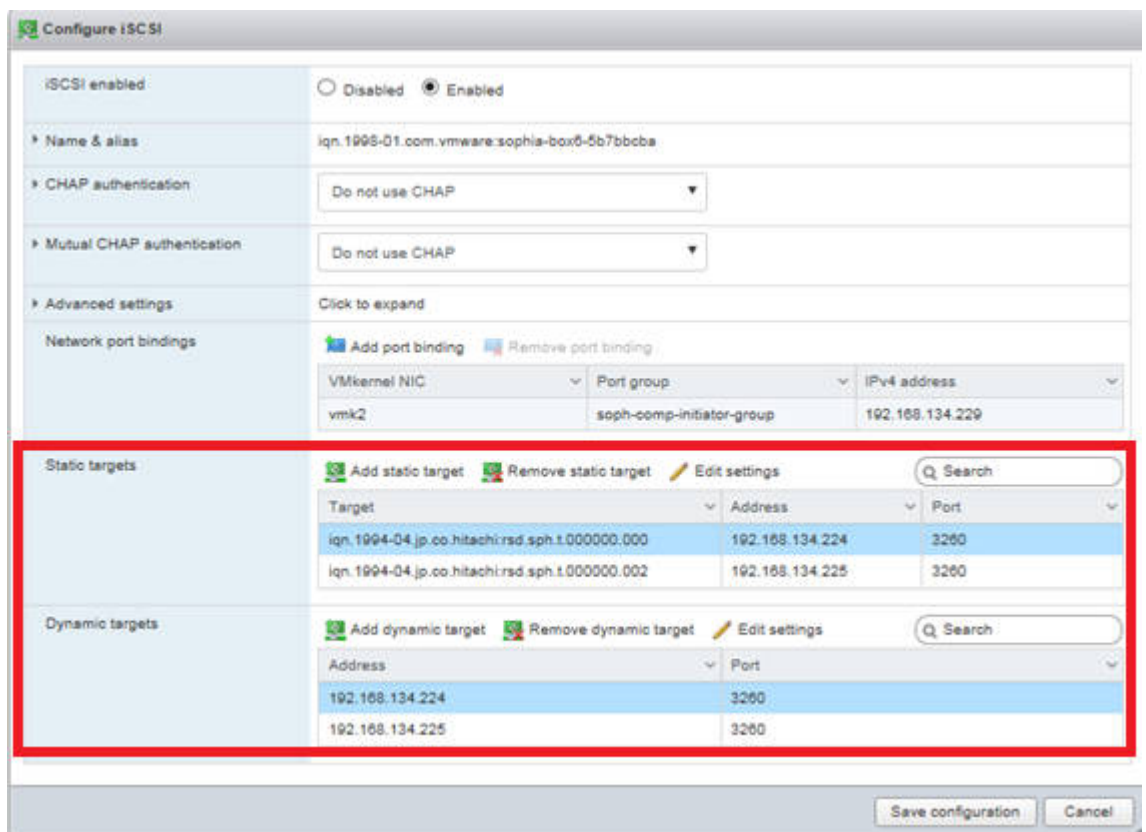 Configure iSCSI
iSCSI enabled Disabled Enabled
Name & alias iqn.1998-01.com.vmware:sophia-box6-5b7bbcba
CHAP authentication Do not use CHAP
Mutual CHAP authentication Do not use CHAP
Advanced settings Click to expand
Network port bindings Add port binding Remove port binding
VMkernel NIC Port group IPv4 address
vmk2 soph-comp-initiator-group 192.168.134.229
Static targets Add static target Remove static target Edit settings Search
Target Address Port
iqn.1994-04.jp.co.hitachi:rsd.sph.t.000000.000 192.168.134.224 3260
iqn.1994-04.jp.co.hitachi:rsd.sph.t.000000.002 192.168.134.225 3260
Dynamic targets Add dynamic target Remove dynamic target Edit settings Search
Address Port
192.168.134.224 3260
192.168.134.225 3260
Save configuration Cancel